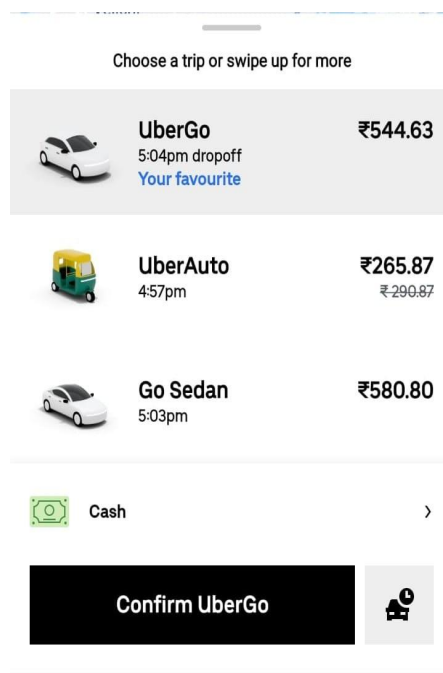 Choose a trip or swipe up for more
UberGo ₹544.63
5:04pm dropoff
Your favourite
UberAuto ₹265.87
4:57pm ₹290.87
Go Sedan ₹580.80
5:03pm
Cash
Confirm UberGo